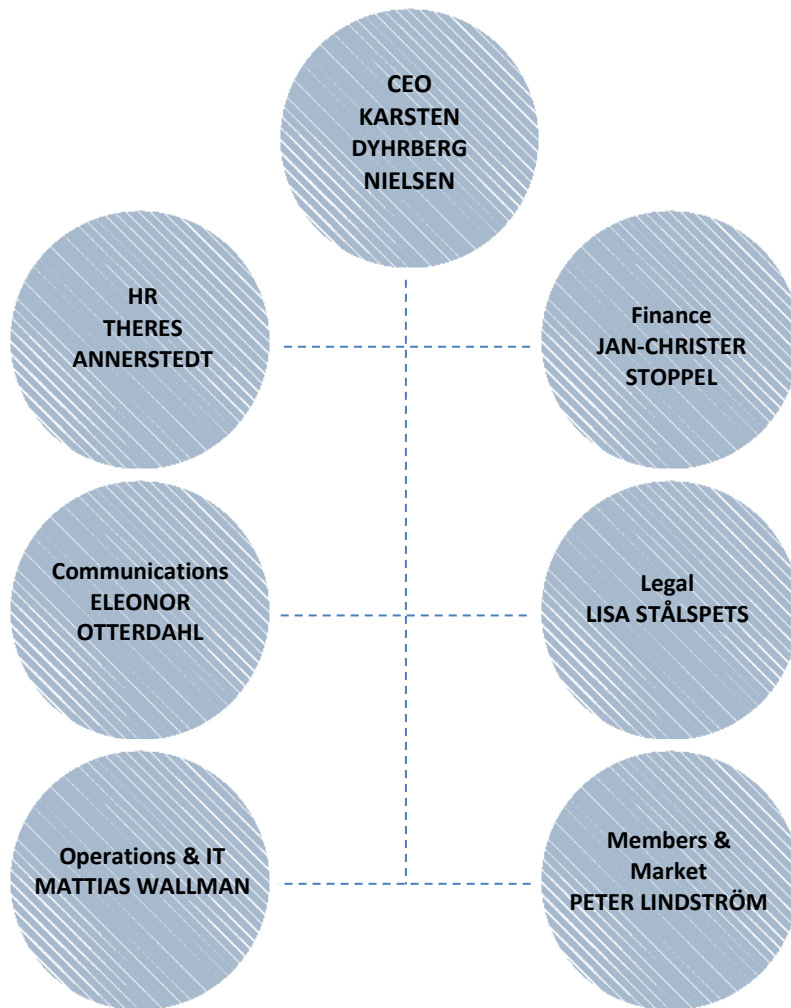 CEO
KARSTEN
DYHRBERG
NIELSEN
HR
THERES
ANNERSTEDT
Finance
JAN-CHRISTER
STOPPEL
Communications
ELEONOR
OTTERDAHL
Legal
LISA STÅLSPETS
Operations & IT
MATTIAS WALLMAN
Members &
Market
PETER LINDSTRÖM